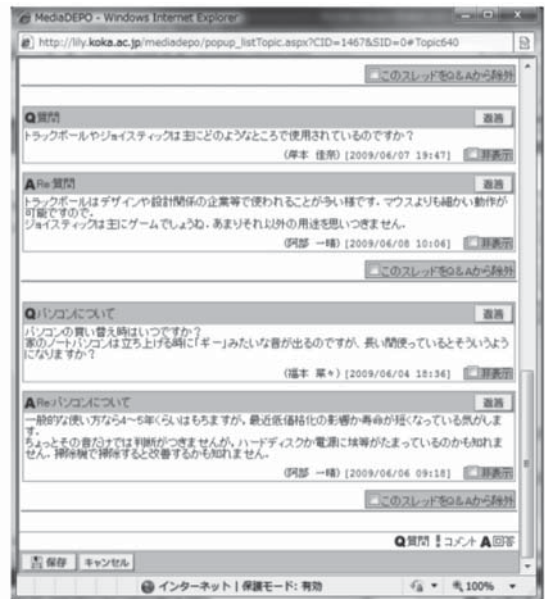 MediaDEPO - Windows Internet Explorer
http://lily.koka.ac.jp/mediadepo/popup_listTopic.aspx?CID=1467&SID=0#Topic640
このスレッドをQ&Aから除外
Q質問 返答
トラックボールやジョイスティックは主にどのようなところで使用されているのですか？
(岸本 佳奈) [2009/06/07 19:47] 非表示
A Re:質問 返答
トラックボールはデザインや設計関係の企業等で使われることが多い様です。マウスよりも細かい動作が
可能ですので。
ジョイスティックは主にゲームでしょうね、あまりそれ以外の用途を思いつきません。
(阿部 一晴) [2009/06/08 10:06] 非表示
このスレッドをQ&Aから除外
Qパソコンについて 返答
パソコンの買い替え時はいつですか？
家のノートパソコンは立ち上げる時に「ギー」みたいな音が出るのですが、長い間使っているとそういうよう
になりますか？
(福本 菜々) [2009/06/04 18:36] 非表示
A Re:パソコンについて 返答
一般的な使い方なら4～5年くらいはもちますが、最近低価格化の影響か寿命が短くなっている気がしま
す。
ちょっとその音だけでは判断がつきませんが、ハードディスクか電源に埃等がたまっているのかも知れま
せん。掃除機で掃除すると改善するかも知れません。
(阿部 一晴) [2009/06/06 09:18] 非表示
このスレッドをQ&Aから除外
Q質問 !コメント A回答
保存 キャンセル
インターネット | 保護モード: 有効 100%